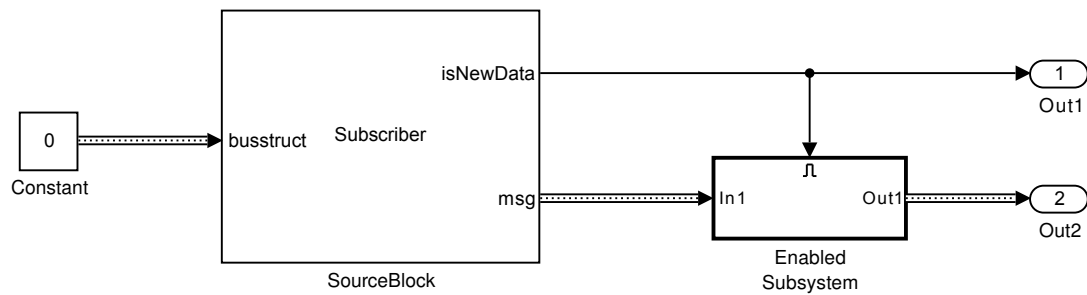 isNewData
1
Out1
0
busstruct
Subscriber
Constant
msg
In1
Out1
2
Out2
Enabled
Subsystem
SourceBlock